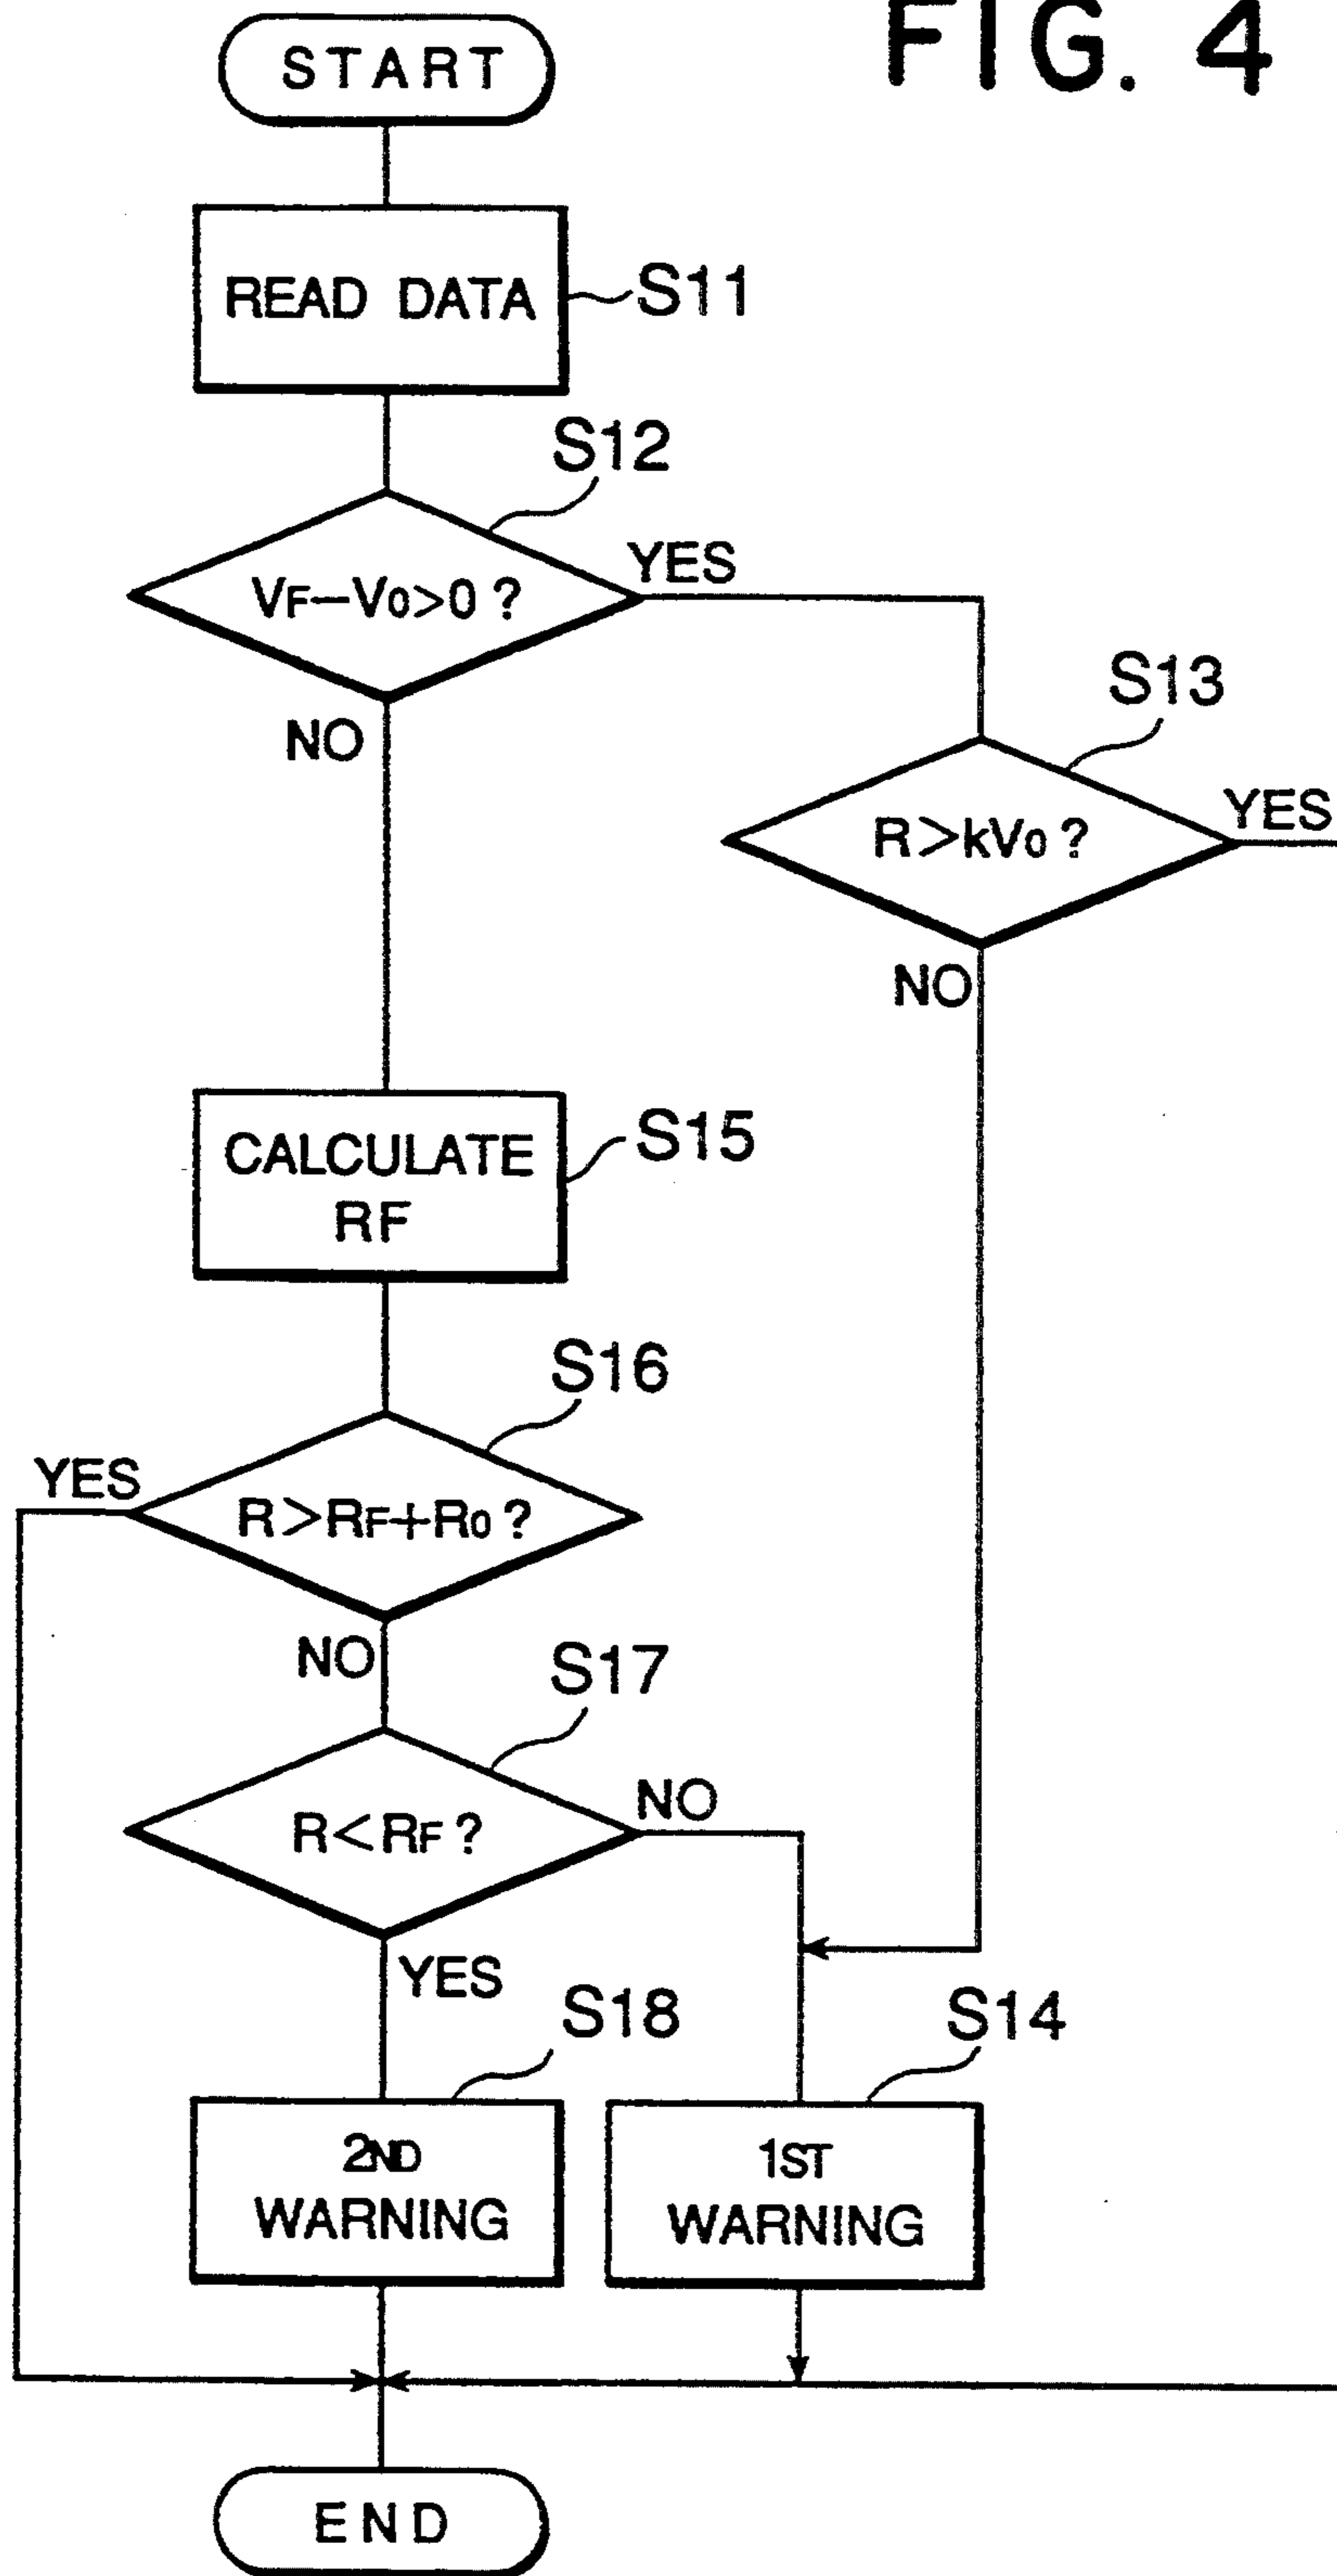 FIG. 4
START
READ DATA
S11
S12
VF−V0>0 ?
YES
NO
S13
R>kV0 ?
YES
NO
CALCULATE
RF
S15
S16
YES
R>RF+R0 ?
NO
S17
R<RF ?
NO
YES
S18
S14
2ND
WARNING
1ST
WARNING
END